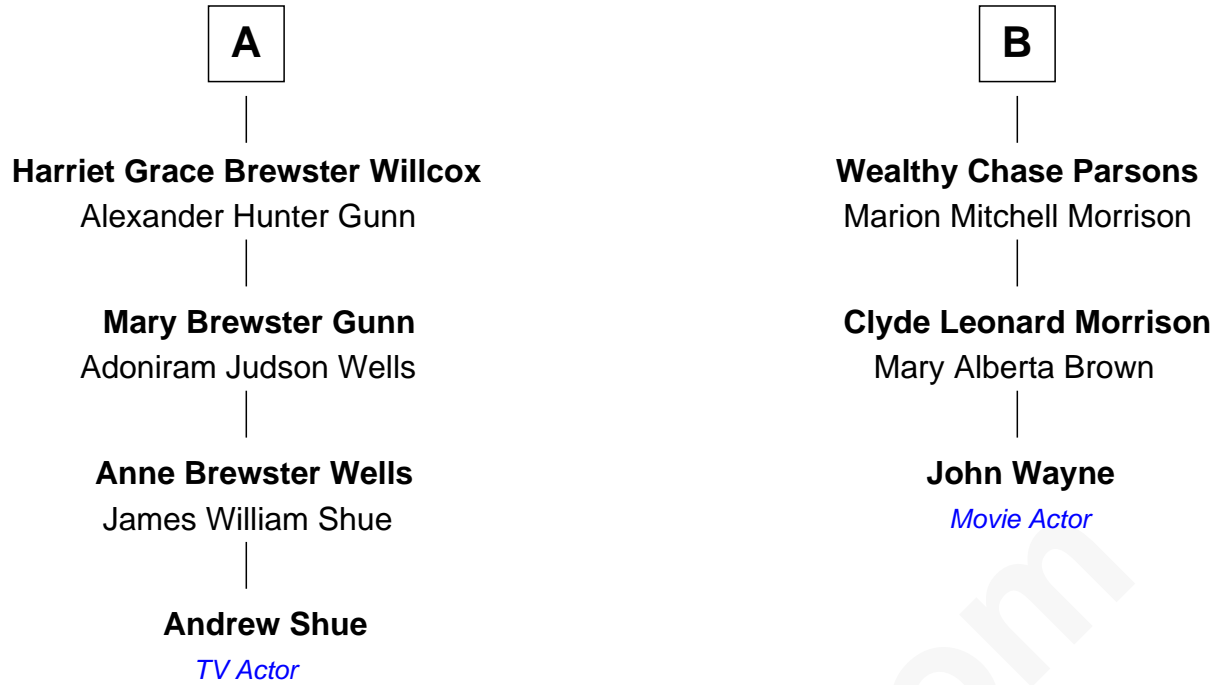 A
Harriet Grace Brewster Willcox
Alexander Hunter Gunn
Mary Brewster Gunn
Adoniram Judson Wells
Anne Brewster Wells
James William Shue
Andrew Shue
TV Actor
B
Wealthy Chase Parsons
Marion Mitchell Morrison
Clyde Leonard Morrison
Mary Alberta Brown
John Wayne
Movie Actor
om